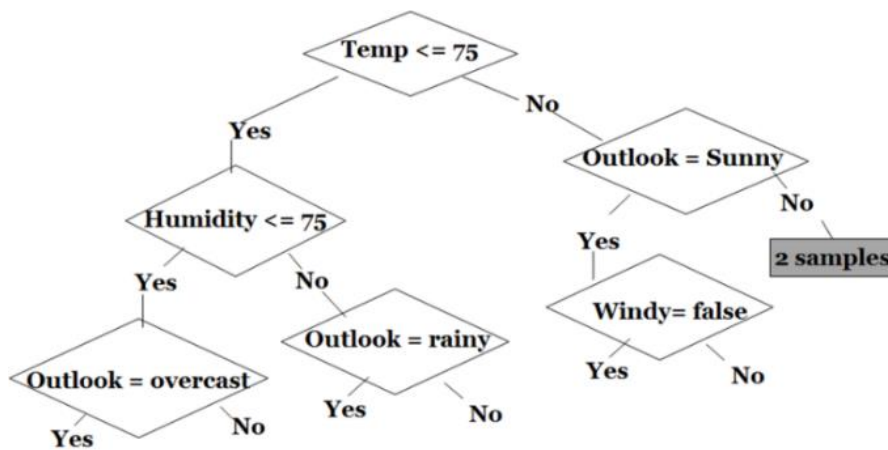 Temp <= 75
Yes
No
Outlook = Sunny
Humidity <= 75
Yes
No
2 samples
Yes
No
Windy= false
Outlook = rainy
Yes
No
Outlook = overcast
Yes
No
Yes
No